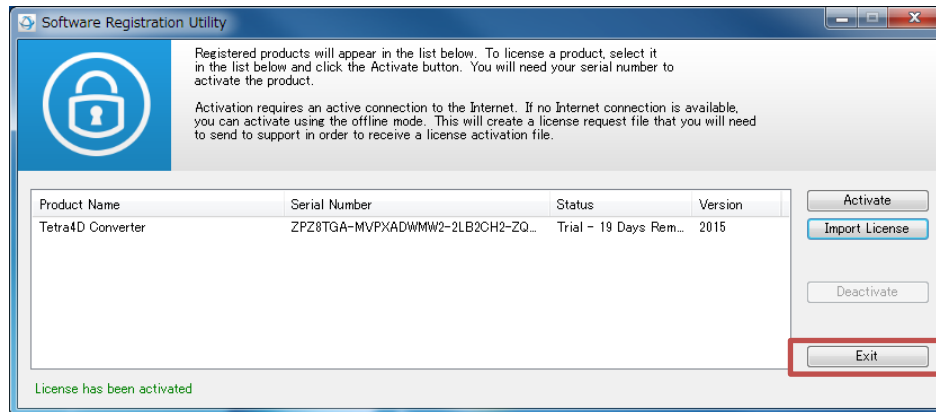 Software Registration Utility
Registered products will appear in the list below. To license a product, select it
in the list below and click the Activate button. You will need your serial number to
activate the product.
Activation requires an active connection to the Internet. If no Internet connection is available,
you can activate using the offline mode. This will create a license request file that you will need
to send to support in order to receive a license activation file.
Product Name Serial Number Status Version
Tetra4D Converter ZPZ8TGA-MVPXADWMW2-2LB2CH2-ZQ... Trial - 19 Days Rem... 2015
Activate
Import License
Deactivate
Exit
License has been activated